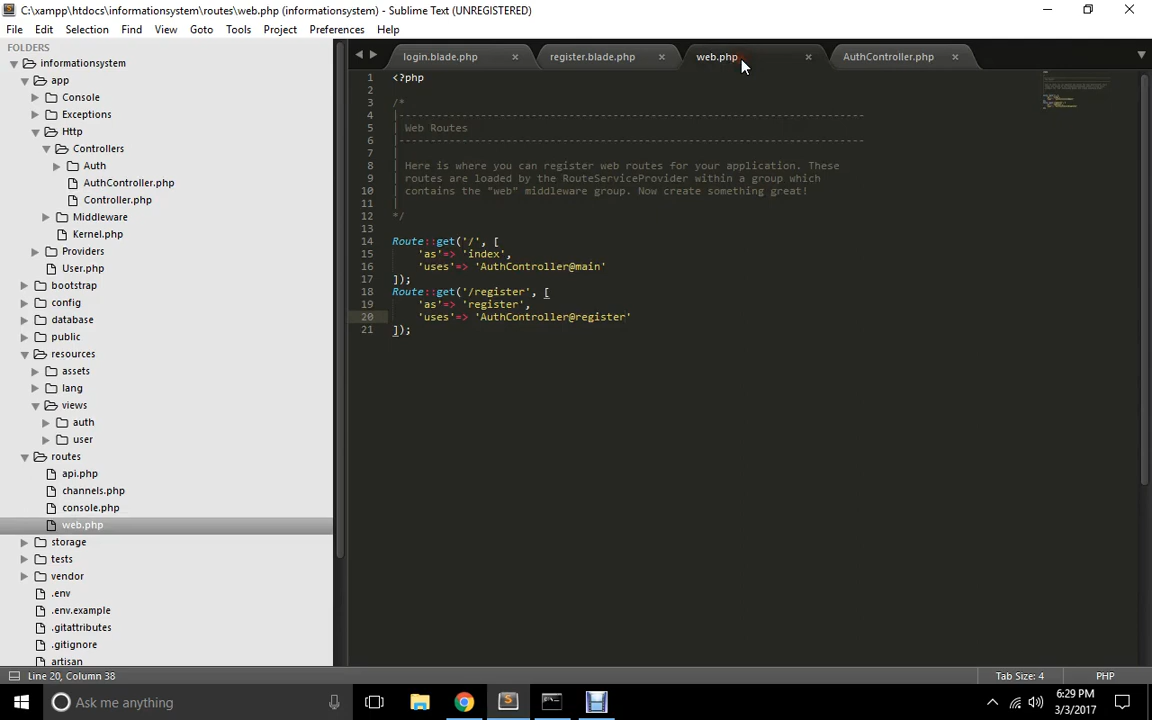 C:\xampp\htdocs\informationsystem\routes\web.php (informationsystem) - Sublime Text (UNREGISTERED)
File Edit Selection Find View Goto Tools Project Preferences Help
FOLDERS
informationsystem
app
Console
Exceptions
Http
Controllers
Auth
AuthController.php
Controller.php
Middleware
Kernel.php
Providers
User.php
bootstrap
config
database
public
resources
assets
lang
views
auth
user
routes
api.php
channels.php
console.php
web.php
storage
tests
vendor
.env
.env.example
.gitattributes
.gitignore
artisan
login.blade.php register.blade.php web.php AuthController.php
1 <?php
2
3 /*
4 |--------------------------------------------------------------------------
5 | Web Routes
6 |--------------------------------------------------------------------------
7 |
8 | Here is where you can register web routes for your application. These
9 | routes are loaded by the RouteServiceProvider within a group which
10 | contains the "web" middleware group. Now create something great!
11 |
12 */
13
14 Route::get('/', [
15 'as'=> 'index',
16 'uses'=> 'AuthController@main'
17 ]);
18 Route::get('/register', [
19 'as'=> 'register',
20 'uses'=> 'AuthController@register'
21 ]);
Line 20, Column 38 Tab Size: 4 PHP
Ask me anything
6:29 PM
3/3/2017